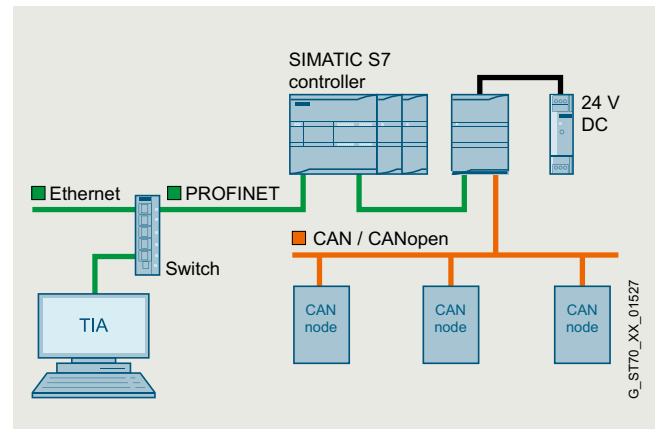 SIMATIC S7
controller
24 V
DC
Ethernet
PROFINET
Switch
CAN / CANopen
TIA
CAN
node
CAN
node
CAN
node
G_ST70_XX_01527